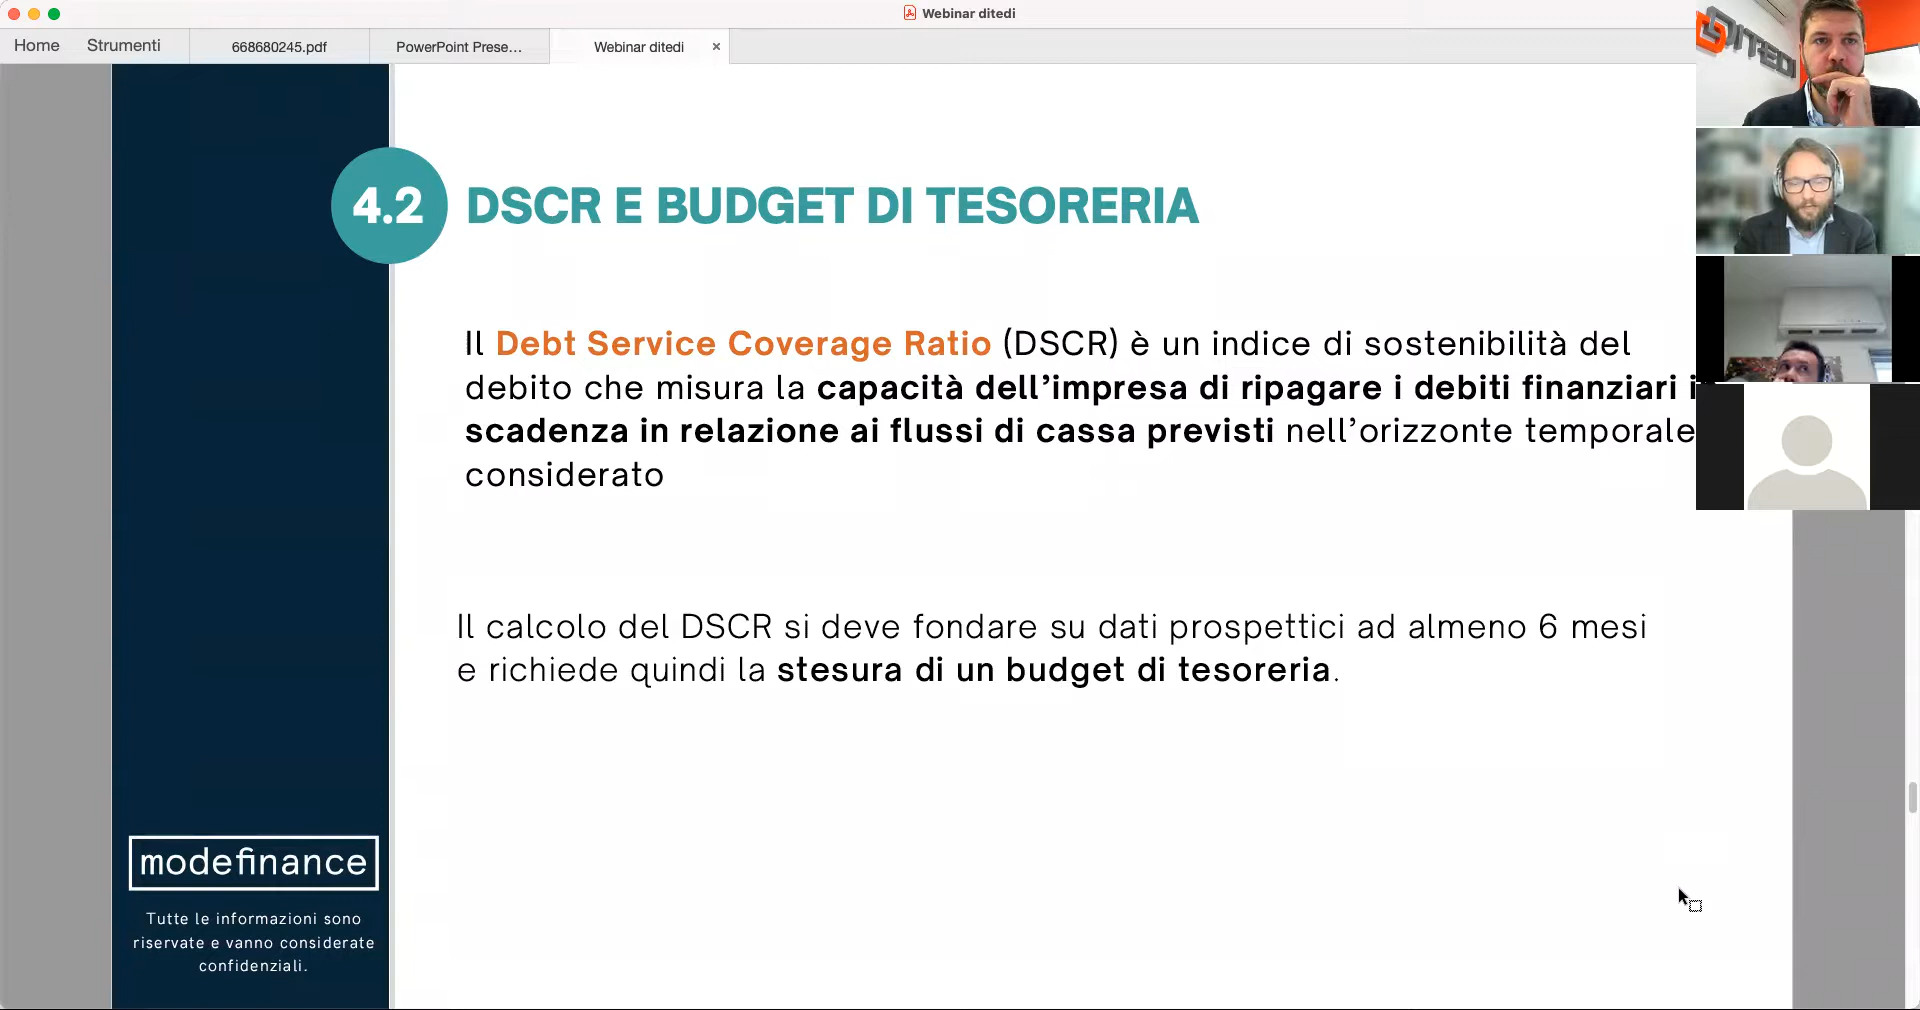 Webinar ditedi
Home
Strumenti
668680245.pdf
PowerPoint Prese...
Webinar ditedi
×
DITEDI
4.2
DSCR E BUDGET DI TESORERIA
Il Debt Service Coverage Ratio (DSCR) è un indice di sostenibilità del
debito che misura la capacità dell’impresa di ripagare i debiti finanziari i
scadenza in relazione ai flussi di cassa previsti nell’orizzonte temporale
considerato
Il calcolo del DSCR si deve fondare su dati prospettici ad almeno 6 mesi
e richiede quindi la stesura di un budget di tesoreria.
modefinance
Tutte le informazioni sono
riservate e vanno considerate
confidenziali.